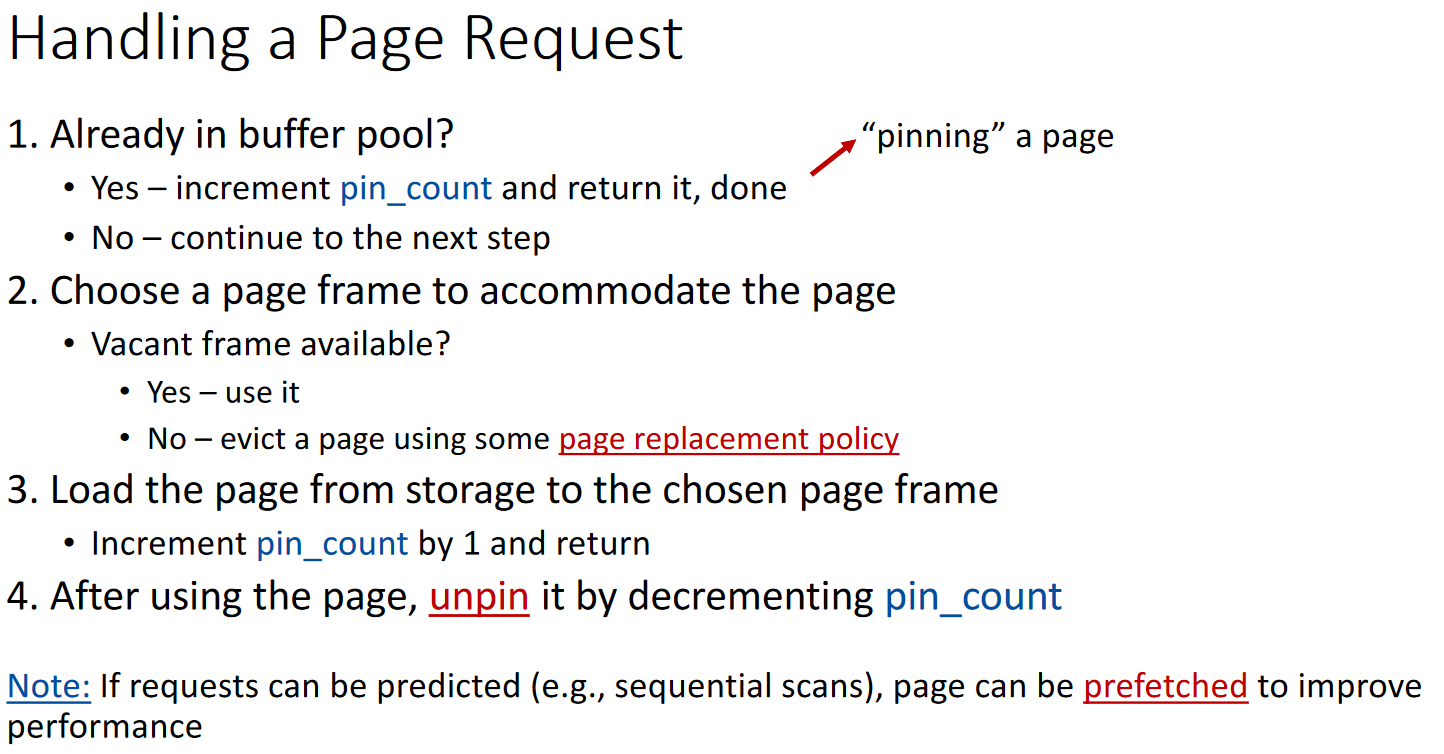 Handling a Page Request
1. Already in buffer pool?
“pinning” a page
• Yes – increment pin_count and return it, done
• No – continue to the next step
2. Choose a page frame to accommodate the page
• Vacant frame available?
• Yes – use it
• No – evict a page using some page replacement policy
3. Load the page from storage to the chosen page frame
• Increment pin_count by 1 and return
4. After using the page, unpin it by decrementing pin_count
Note: If requests can be predicted (e.g., sequential scans), page can be prefetched to improve
performance